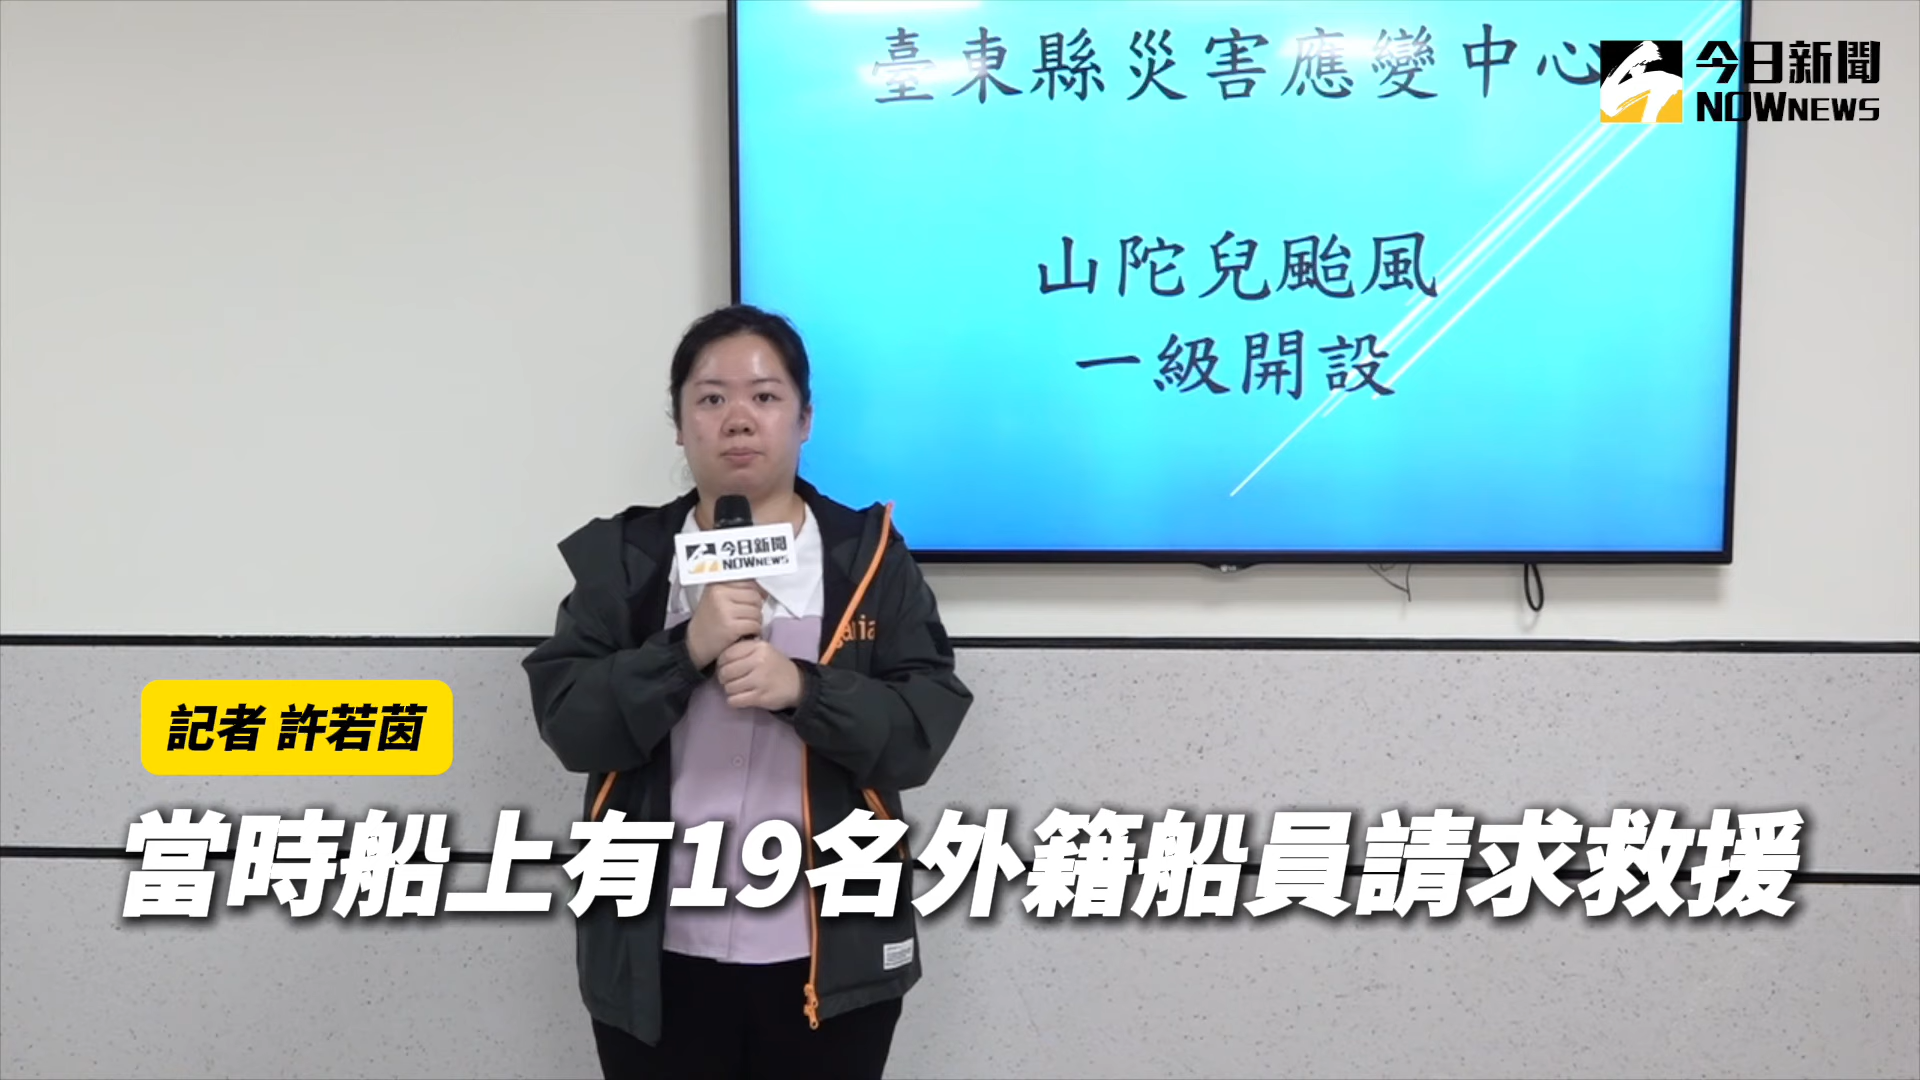 臺東縣災害應變中心
今日新聞
NOWnews
山陀兒颱風
一級開設
今日新聞
NOWnews
記者 許若茵
當時船上有19名外籍船員請求救援